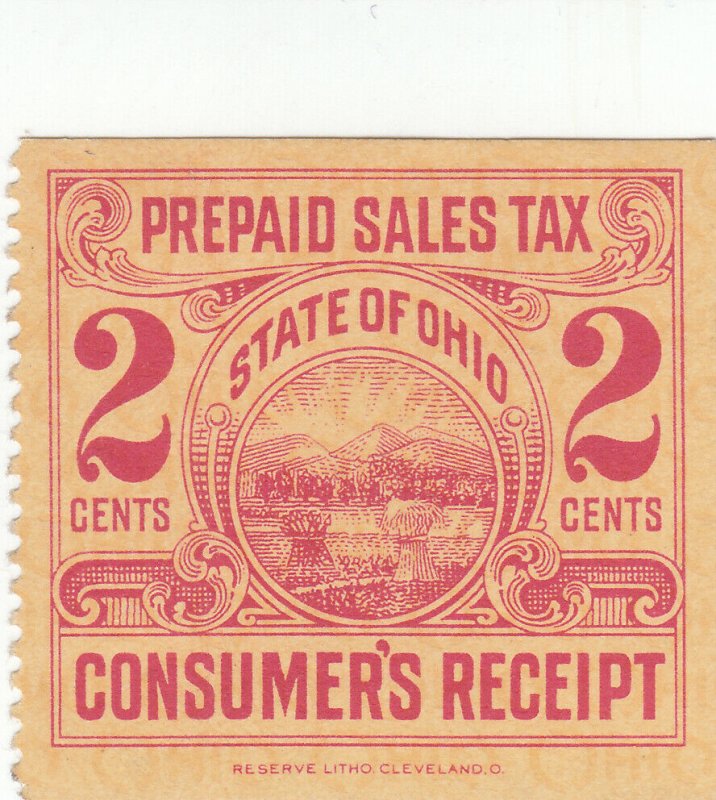 PREPAID SALES TAX
STATE OF OHIO
2 2
CENTS CENTS
CONSUMER'S RECEIPT
RESERVE LITHO. CLEVELAND, O.